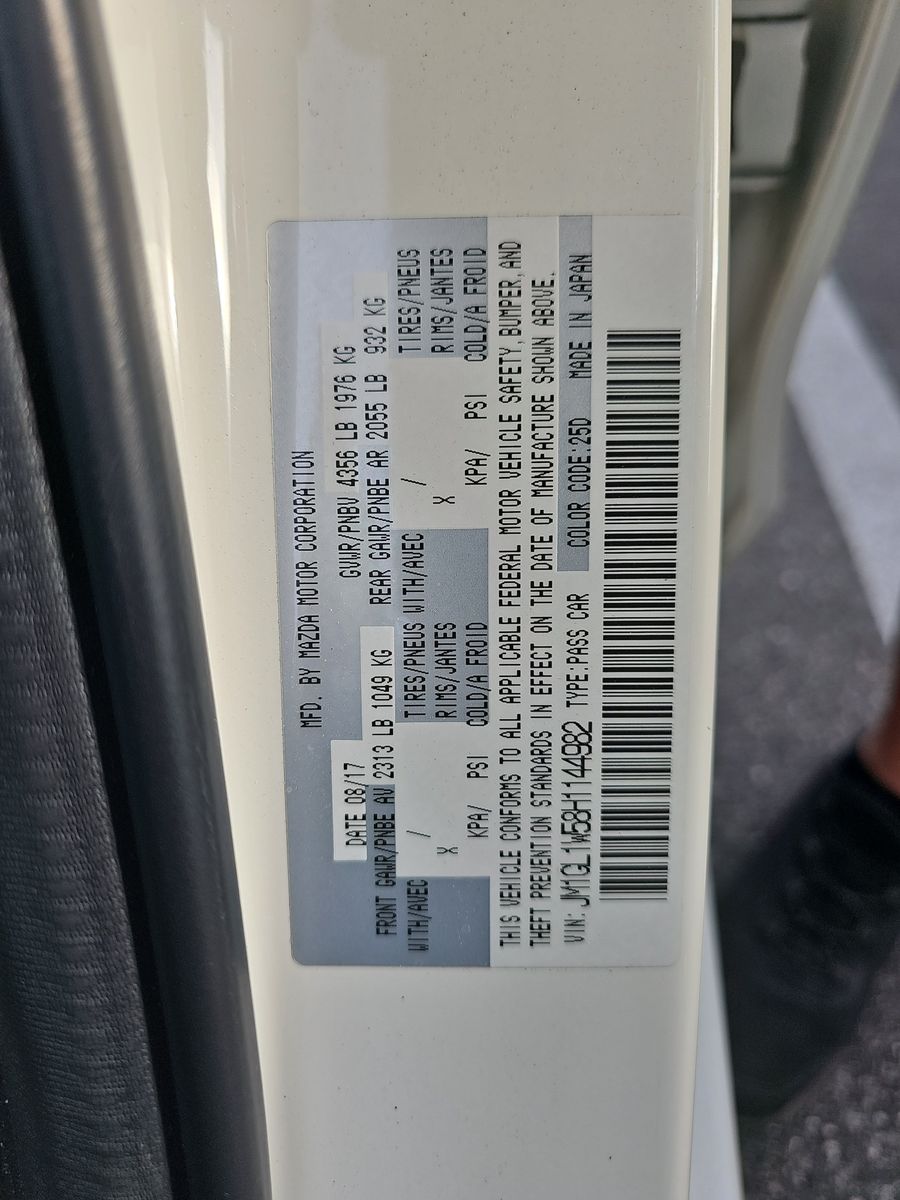 MFD. BY MAZDA MOTOR CORPORATION
DATE 08/17 GVWR/PNBV 4356 LB 1976 KG
FRONT GAWR/PNBE AV 2313 LB 1049 KG REAR GAWR/PNBE AR 2055 LB 932 KG
WITH/AVEC / TIRES/PNEUS WITH/AVEC / TIRES/PNEUS
X RIMS/JANTES X RIMS/JANTES
KPA/ PSI COLD/A FROID KPA/ PSI COLD/A FROID
THIS VEHICLE CONFORMS TO ALL APPLICABLE FEDERAL MOTOR VEHICLE SAFETY, BUMPER, AND
THEFT PREVENTION STANDARDS IN EFFECT ON THE DATE OF MANUFACTURE SHOWN ABOVE.
VIN: JM1GL1W58H1144982 TYPE:PASS CAR COLOR CODE:25D MADE IN JAPAN